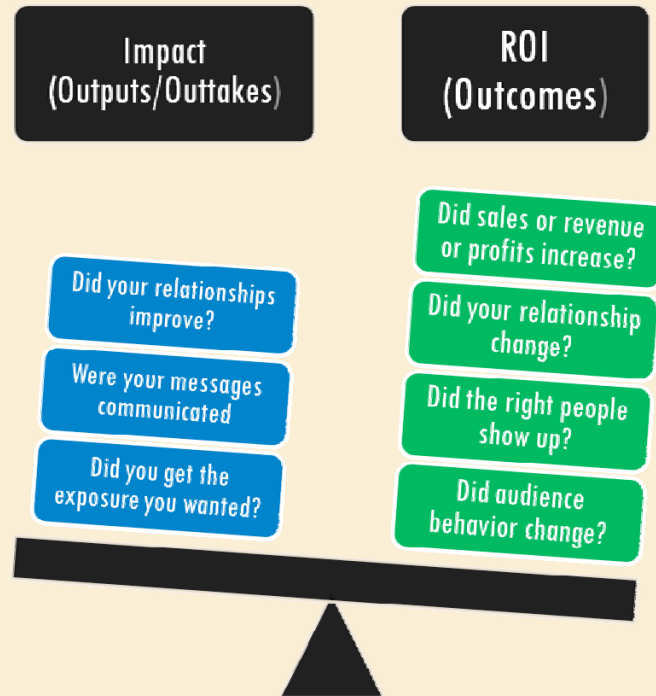 Impact
(Outputs/Outtakes)
ROI
(Outcomes)
Did your relationships
improve?
Were your messages
communicated
Did you get the
exposure you wanted?
Did sales or revenue
or profits increase?
Did your relationship
change?
Did the right people
show up?
Did audience
behavior change?